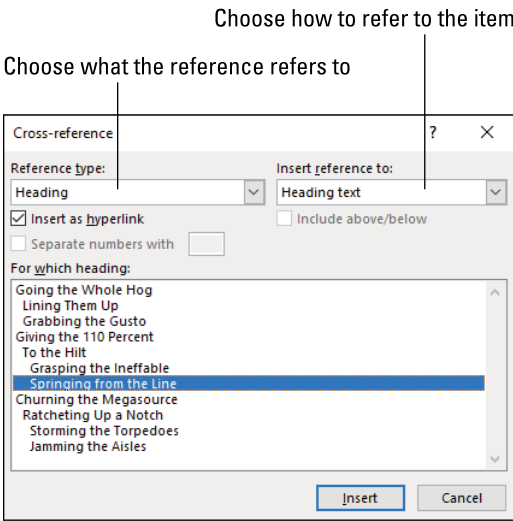 Choose how to refer to the item
Choose what the reference refers to
Cross-reference ? ×
Reference type: Insert reference to:
Heading Heading text
Insert as hyperlink Include above/below
Separate numbers with
For which heading:
Going the Whole Hog
Lining Them Up
Grabbing the Gusto
Giving the 110 Percent
To the Hilt
Grasping the Ineffable
Springing from the Line
Churning the Megasource
Ratcheting Up a Notch
Storming the Torpedoes
Jamming the Aisles
Insert Cancel